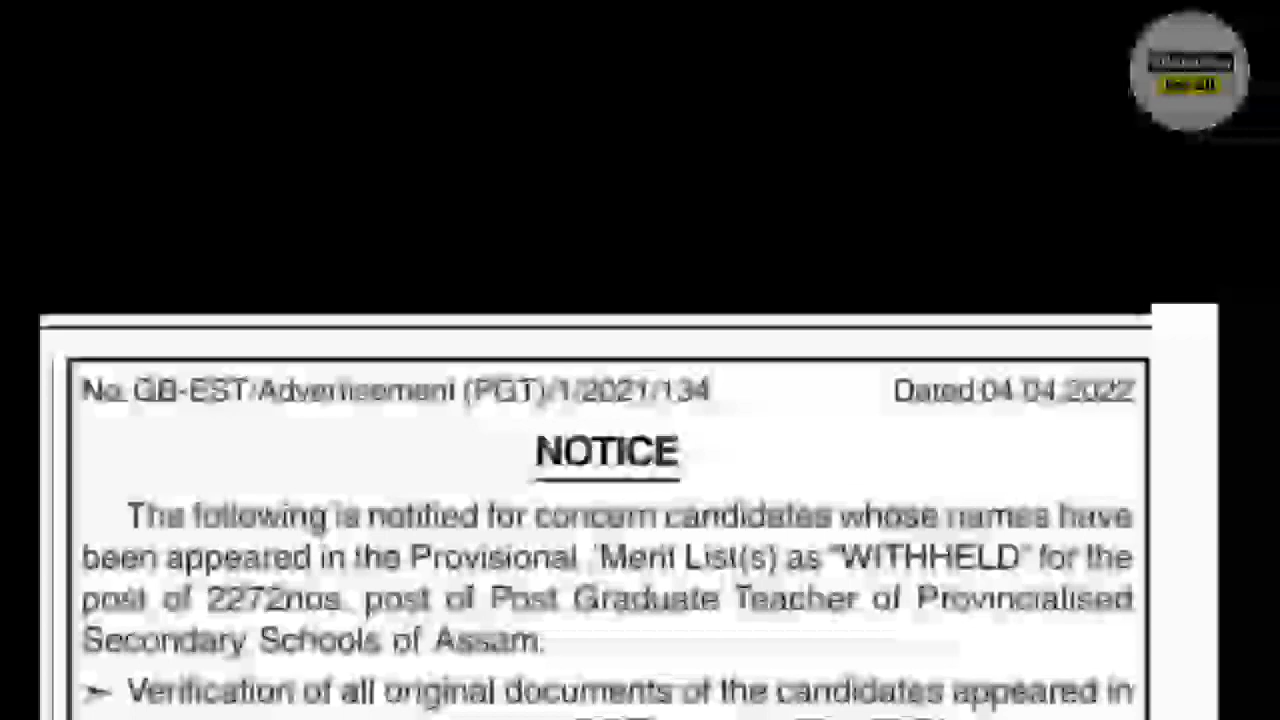 for all
No. GB-EST/Advertisement (PGT)/1/2021/134 Dated 04.04.2022
NOTICE
The following is notified for concern candidates whose names have
been appeared in the Provisional 'Merit List(s) as "WITHHELD" for the
post of 2272nos. post of Post Graduate Teacher of Provincialised
Secondary Schools of Assam.
➤ Verification of all original documents of the candidates appeared in